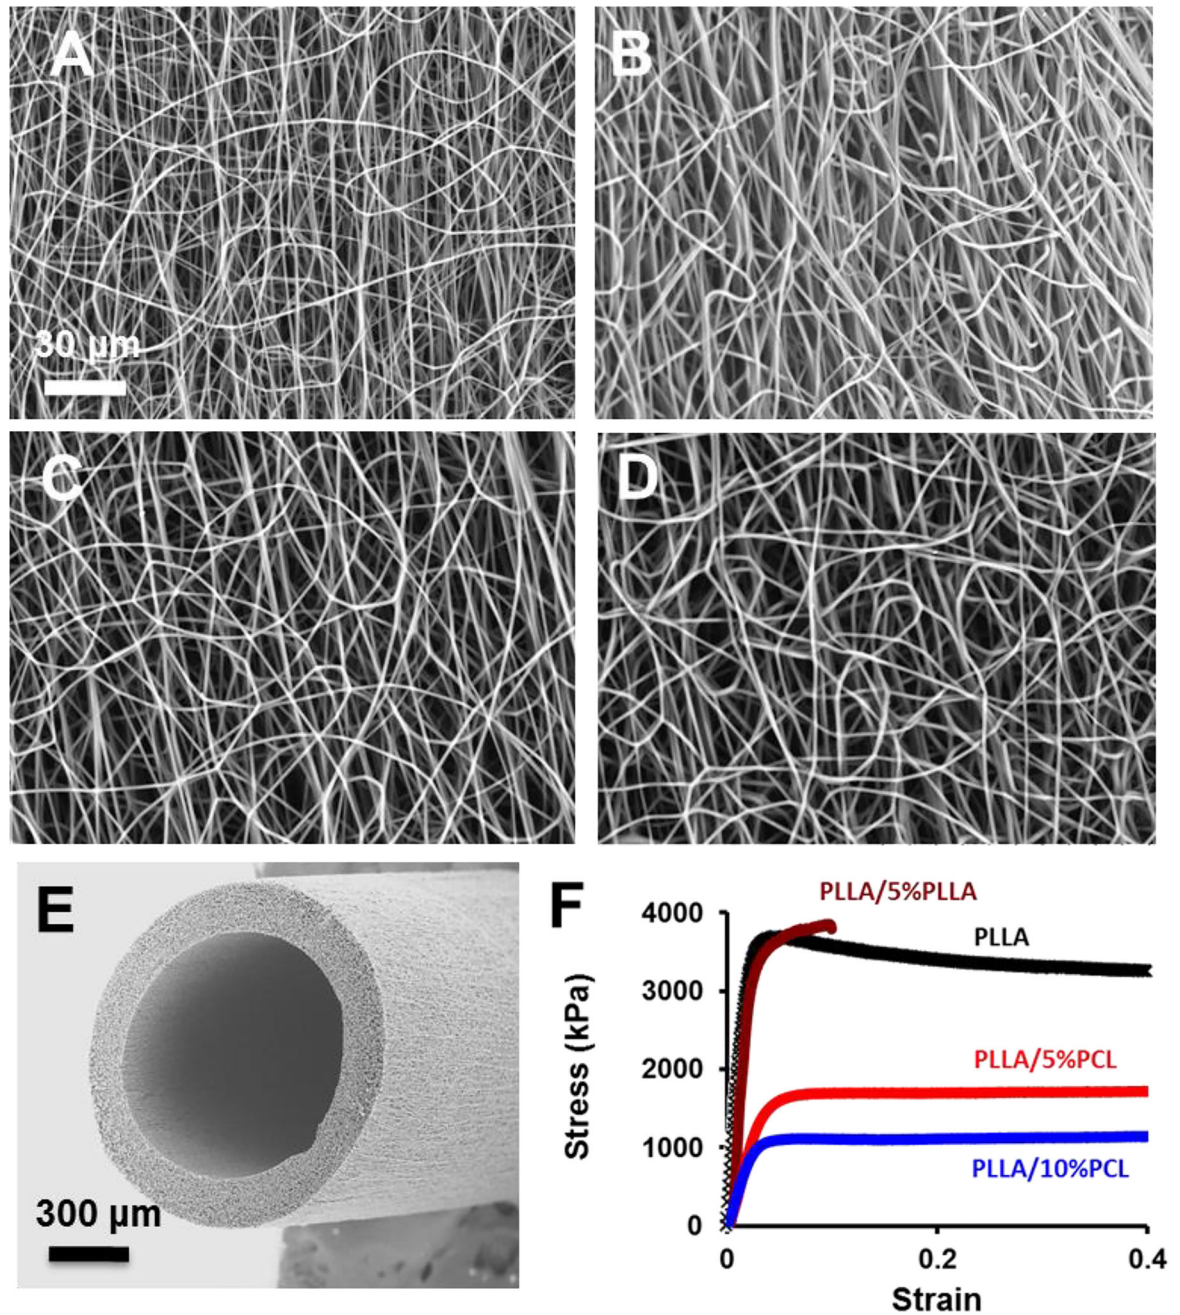 A
B
30 µm
C
D
E
300 µm
F
PLLA/5%PLLA
PLLA
PLLA/5%PCL
PLLA/10%PCL
Stress (kPa)
4000
3000
2000
1000
0
0
0.2
0.4
Strain